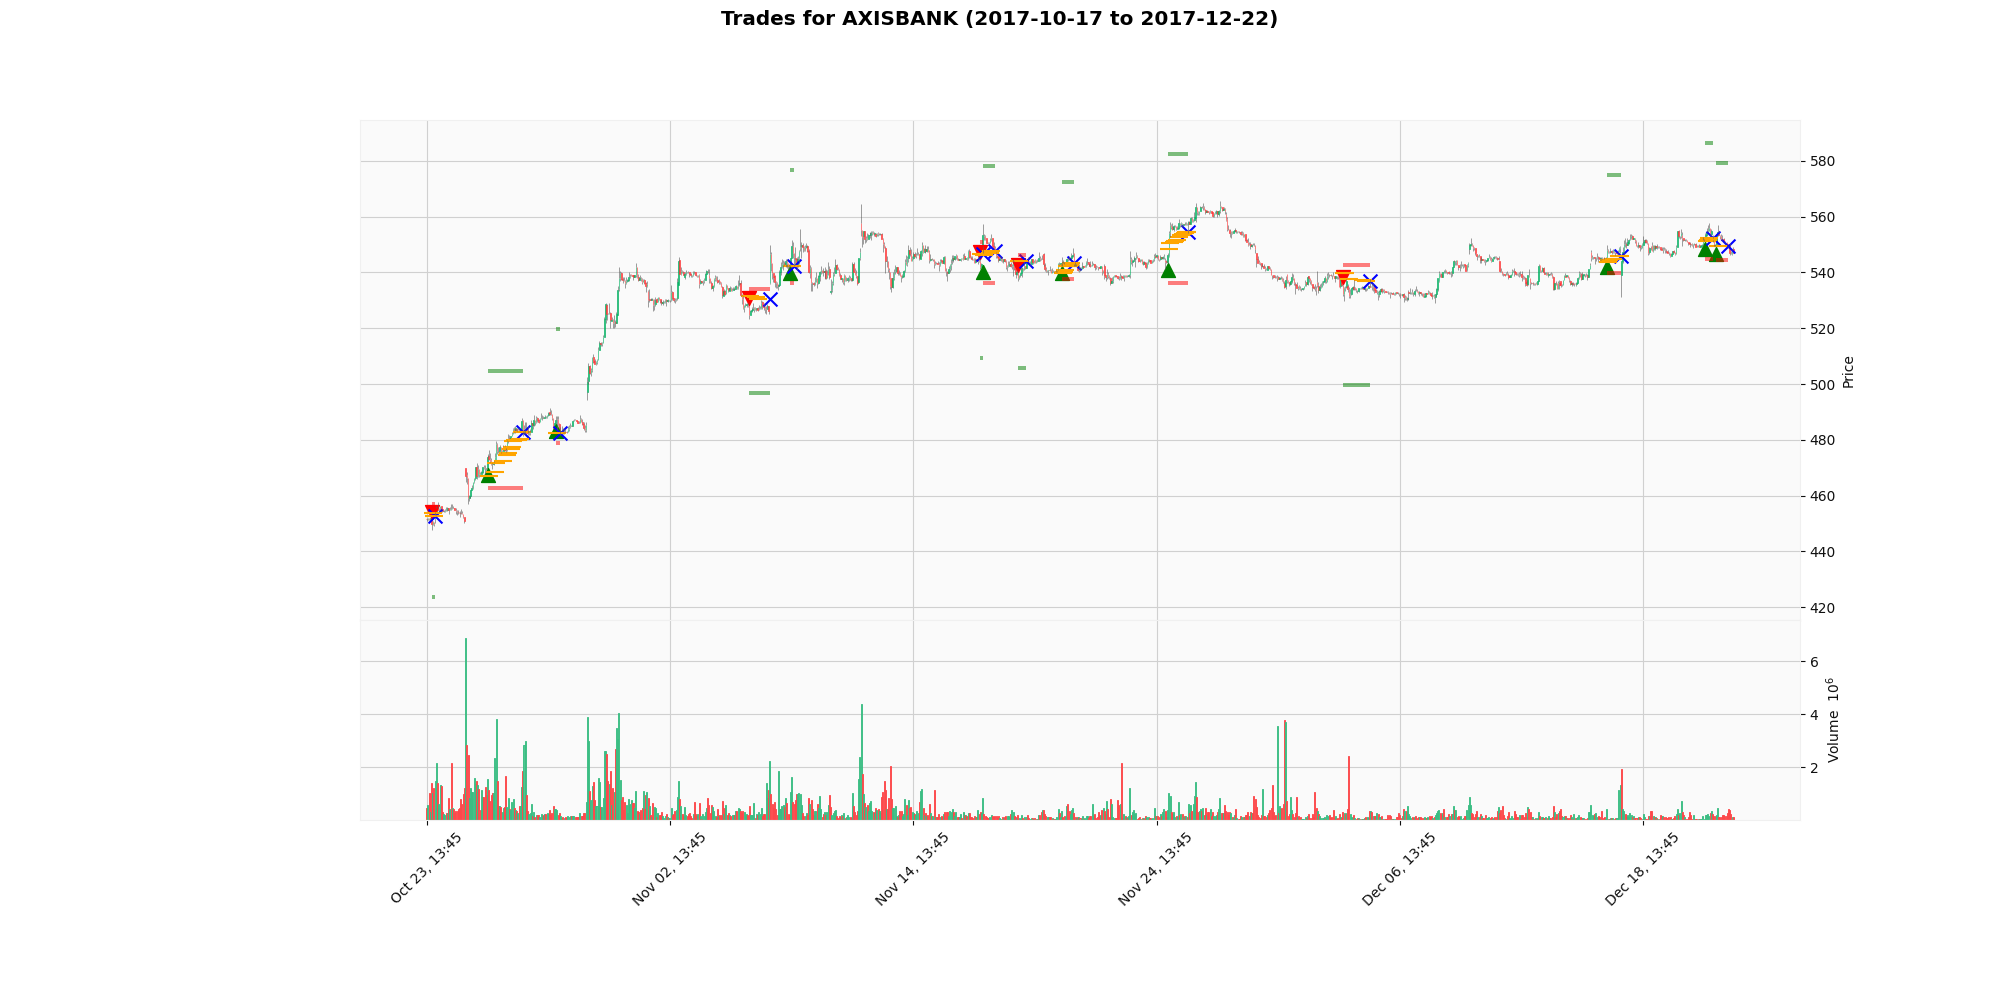 Trades for AXISBANK (2017-10-17 to 2017-12-22)
580
560
540
520
500
480
460
440
420
Price
6
4
2
Volume 10^6
Oct 23, 13:45
Nov 02, 13:45
Nov 14, 13:45
Nov 24, 13:45
Dec 06, 13:45
Dec 18, 13:45